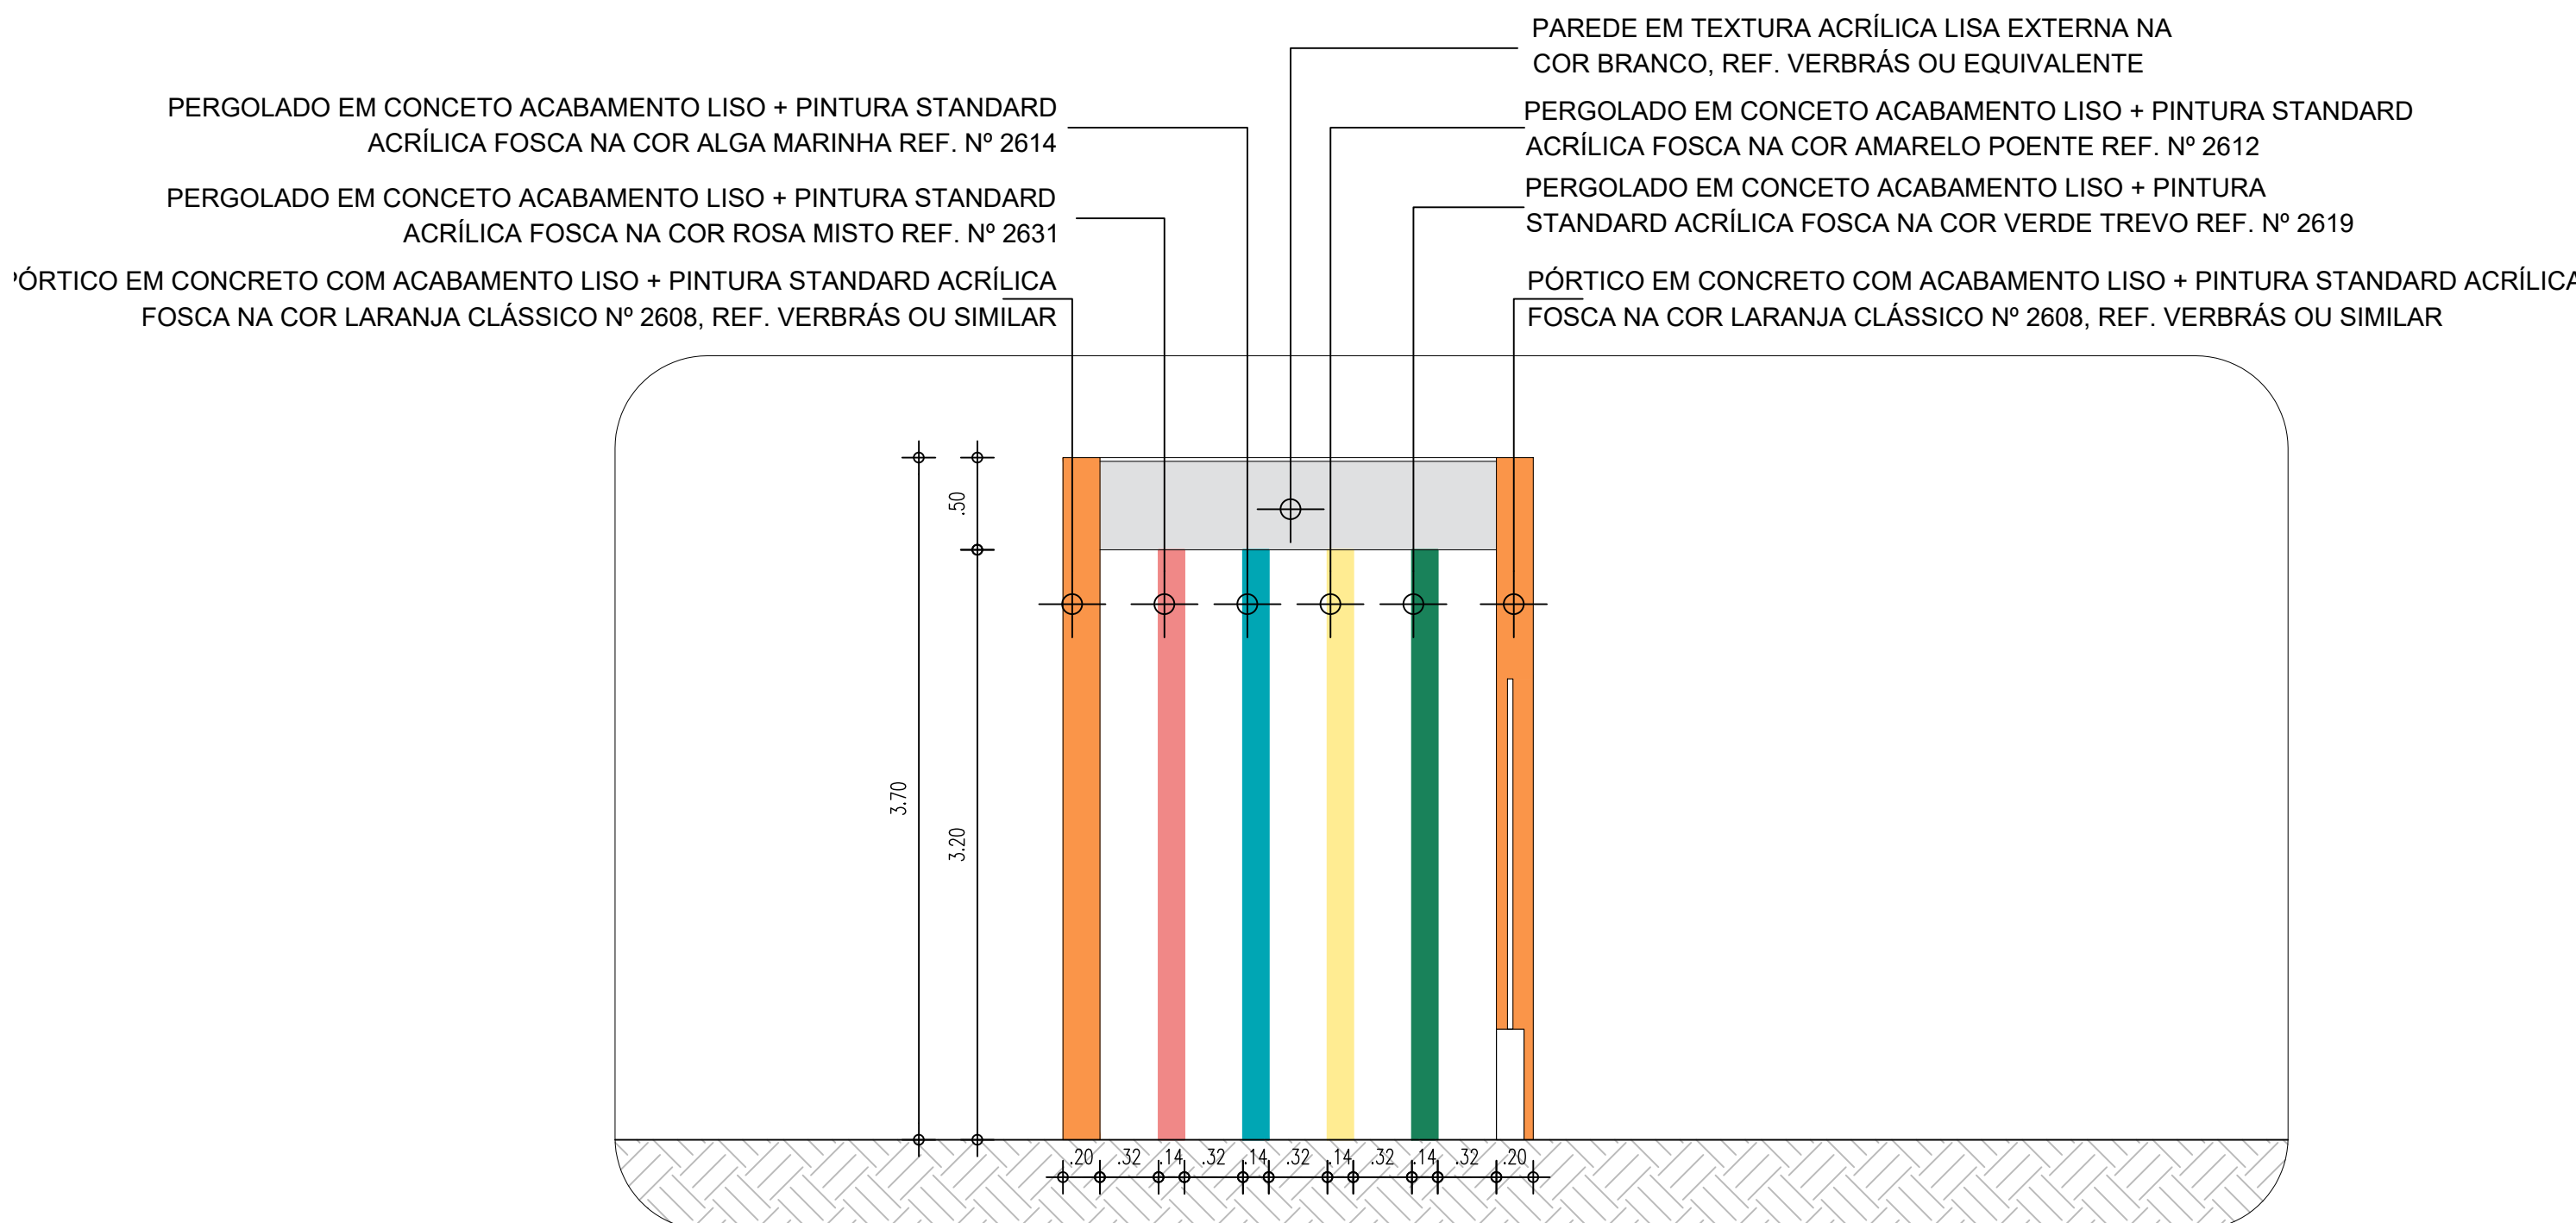 PAREDE EM TEXTURA ACRÍLICA LISA EXTERNA NA
COR BRANCO, REF. VERBRÁS OU EQUIVALENTE
PERGOLADO EM CONCETO ACABAMENTO LISO + PINTURA STANDARD
ACRÍLICA FOSCA NA COR ALGA MARINHA REF. Nº 2614
PERGOLADO EM CONCETO ACABAMENTO LISO + PINTURA STANDARD
ACRÍLICA FOSCA NA COR AMARELO POENTE REF. Nº 2612
PERGOLADO EM CONCETO ACABAMENTO LISO + PINTURA STANDARD
ACRÍLICA FOSCA NA COR ROSA MISTO REF. Nº 2631
PERGOLADO EM CONCETO ACABAMENTO LISO + PINTURA
STANDARD ACRÍLICA FOSCA NA COR VERDE TREVO REF. Nº 2619
PÓRTICO EM CONCRETO COM ACABAMENTO LISO + PINTURA STANDARD ACRÍLICA
FOSCA NA COR LARANJA CLÁSSICO Nº 2608, REF. VERBRÁS OU SIMILAR
PÓRTICO EM CONCRETO COM ACABAMENTO LISO + PINTURA STANDARD ACRÍLICA
FOSCA NA COR LARANJA CLÁSSICO Nº 2608, REF. VERBRÁS OU SIMILAR
.50
3.70
3.20
.20 .32 .14 .32 .14 .32 .14 .32 .14 .32 .20